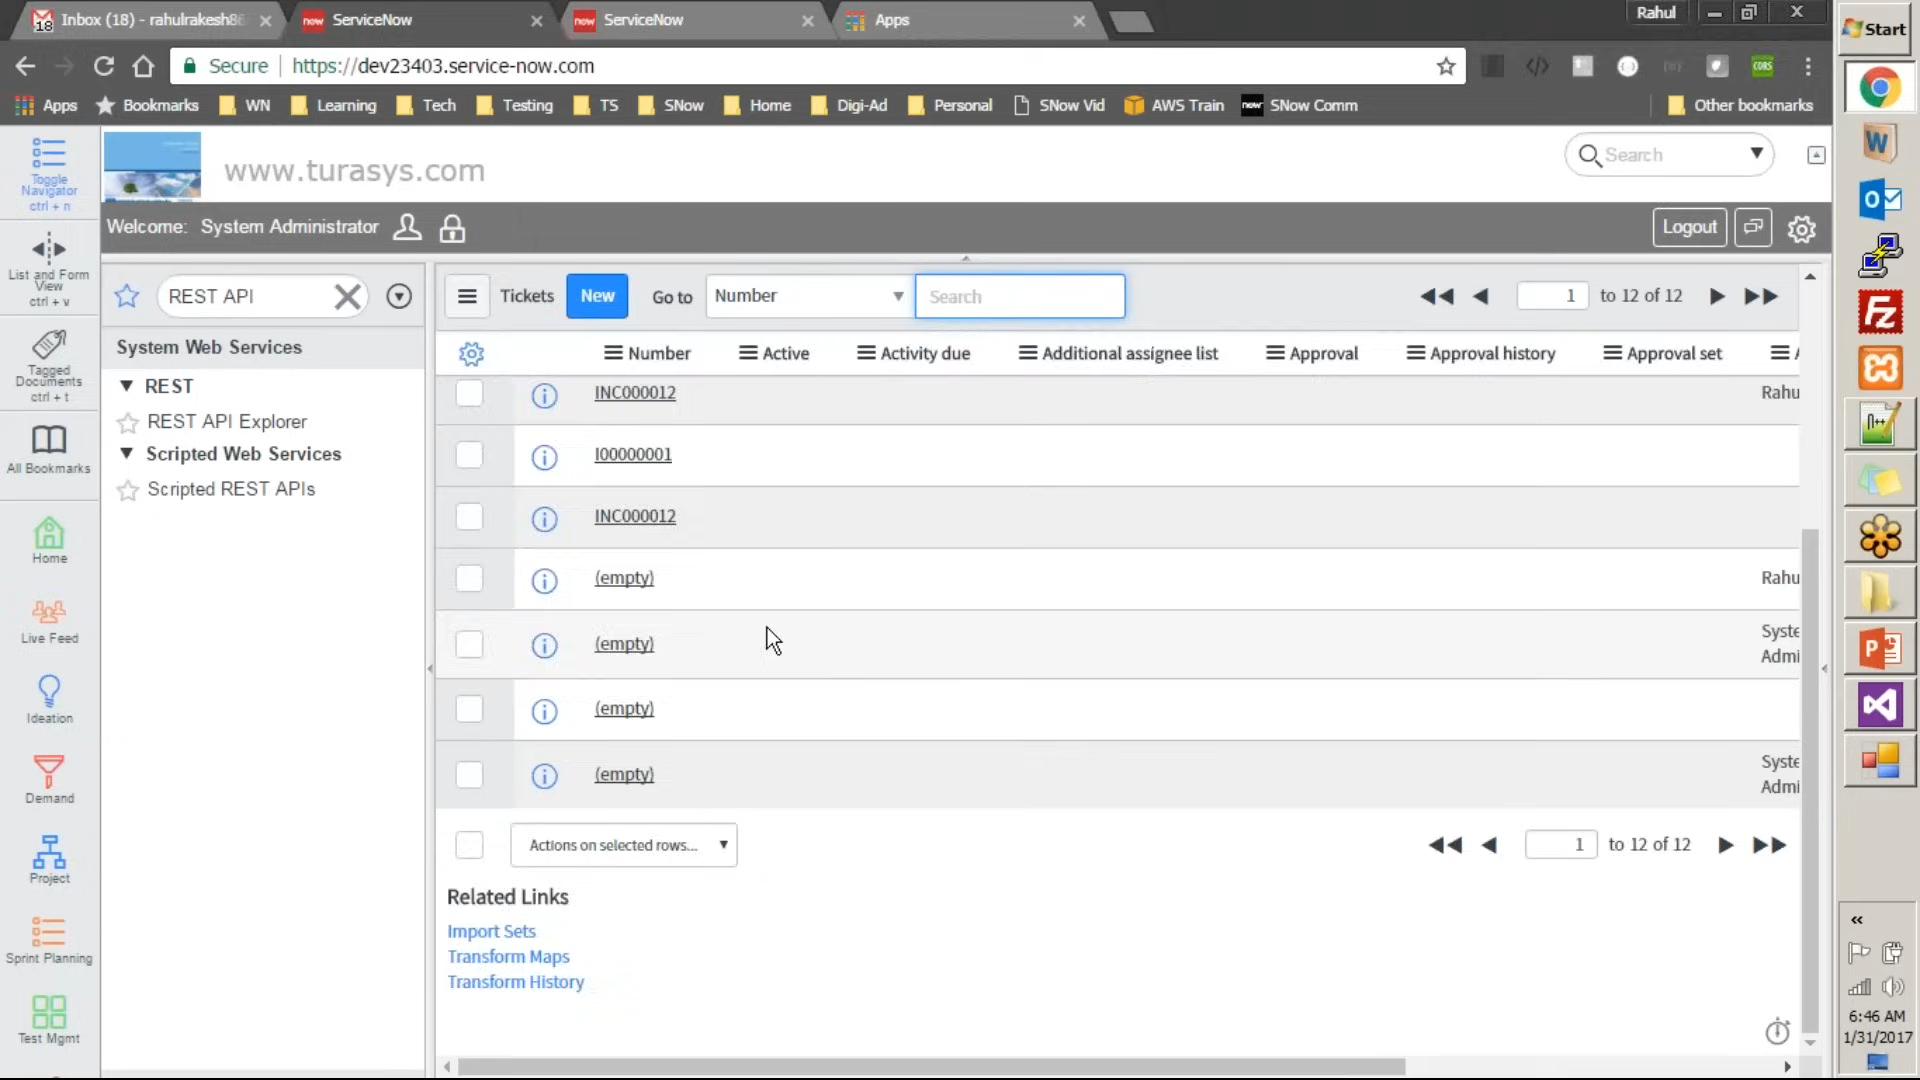 Inbox (18) - rahulrakesh86
ServiceNow
ServiceNow
Apps
Rahul
Start
18
now
now
Secure
https://dev23403.service-now.com
CORS
Apps
Bookmarks
WN
Learning
Tech
Testing
TS
SNow
Home
Digi-Ad
Personal
SNow Vid
AWS Train
now
SNow Comm
Other bookmarks
Toggle
Navigator
ctrl + n
www.turasys.com
Search
Welcome: System Administrator
Logout
List and Form
View
ctrl + v
REST API
Tickets
New
Go to
Number
Search
1
to 12 of 12
System Web Services
Number
Active
Activity due
Additional assignee list
Approval
Approval history
Approval set
Tagged
Documents
ctrl + t
REST
REST API Explorer
Scripted Web Services
Scripted REST APIs
INC000012
Rahu
I00000001
INC000012
(empty)
Rahu
(empty)
Syste
Admi
(empty)
(empty)
Syste
Admi
All Bookmarks
Home
Live Feed
Ideation
Demand
Project
Sprint Planning
Test Mgmt
Actions on selected rows...
1
to 12 of 12
Related Links
Import Sets
Transform Maps
Transform History
W
O
FZ
n++
P
6:46 AM
1/31/2017